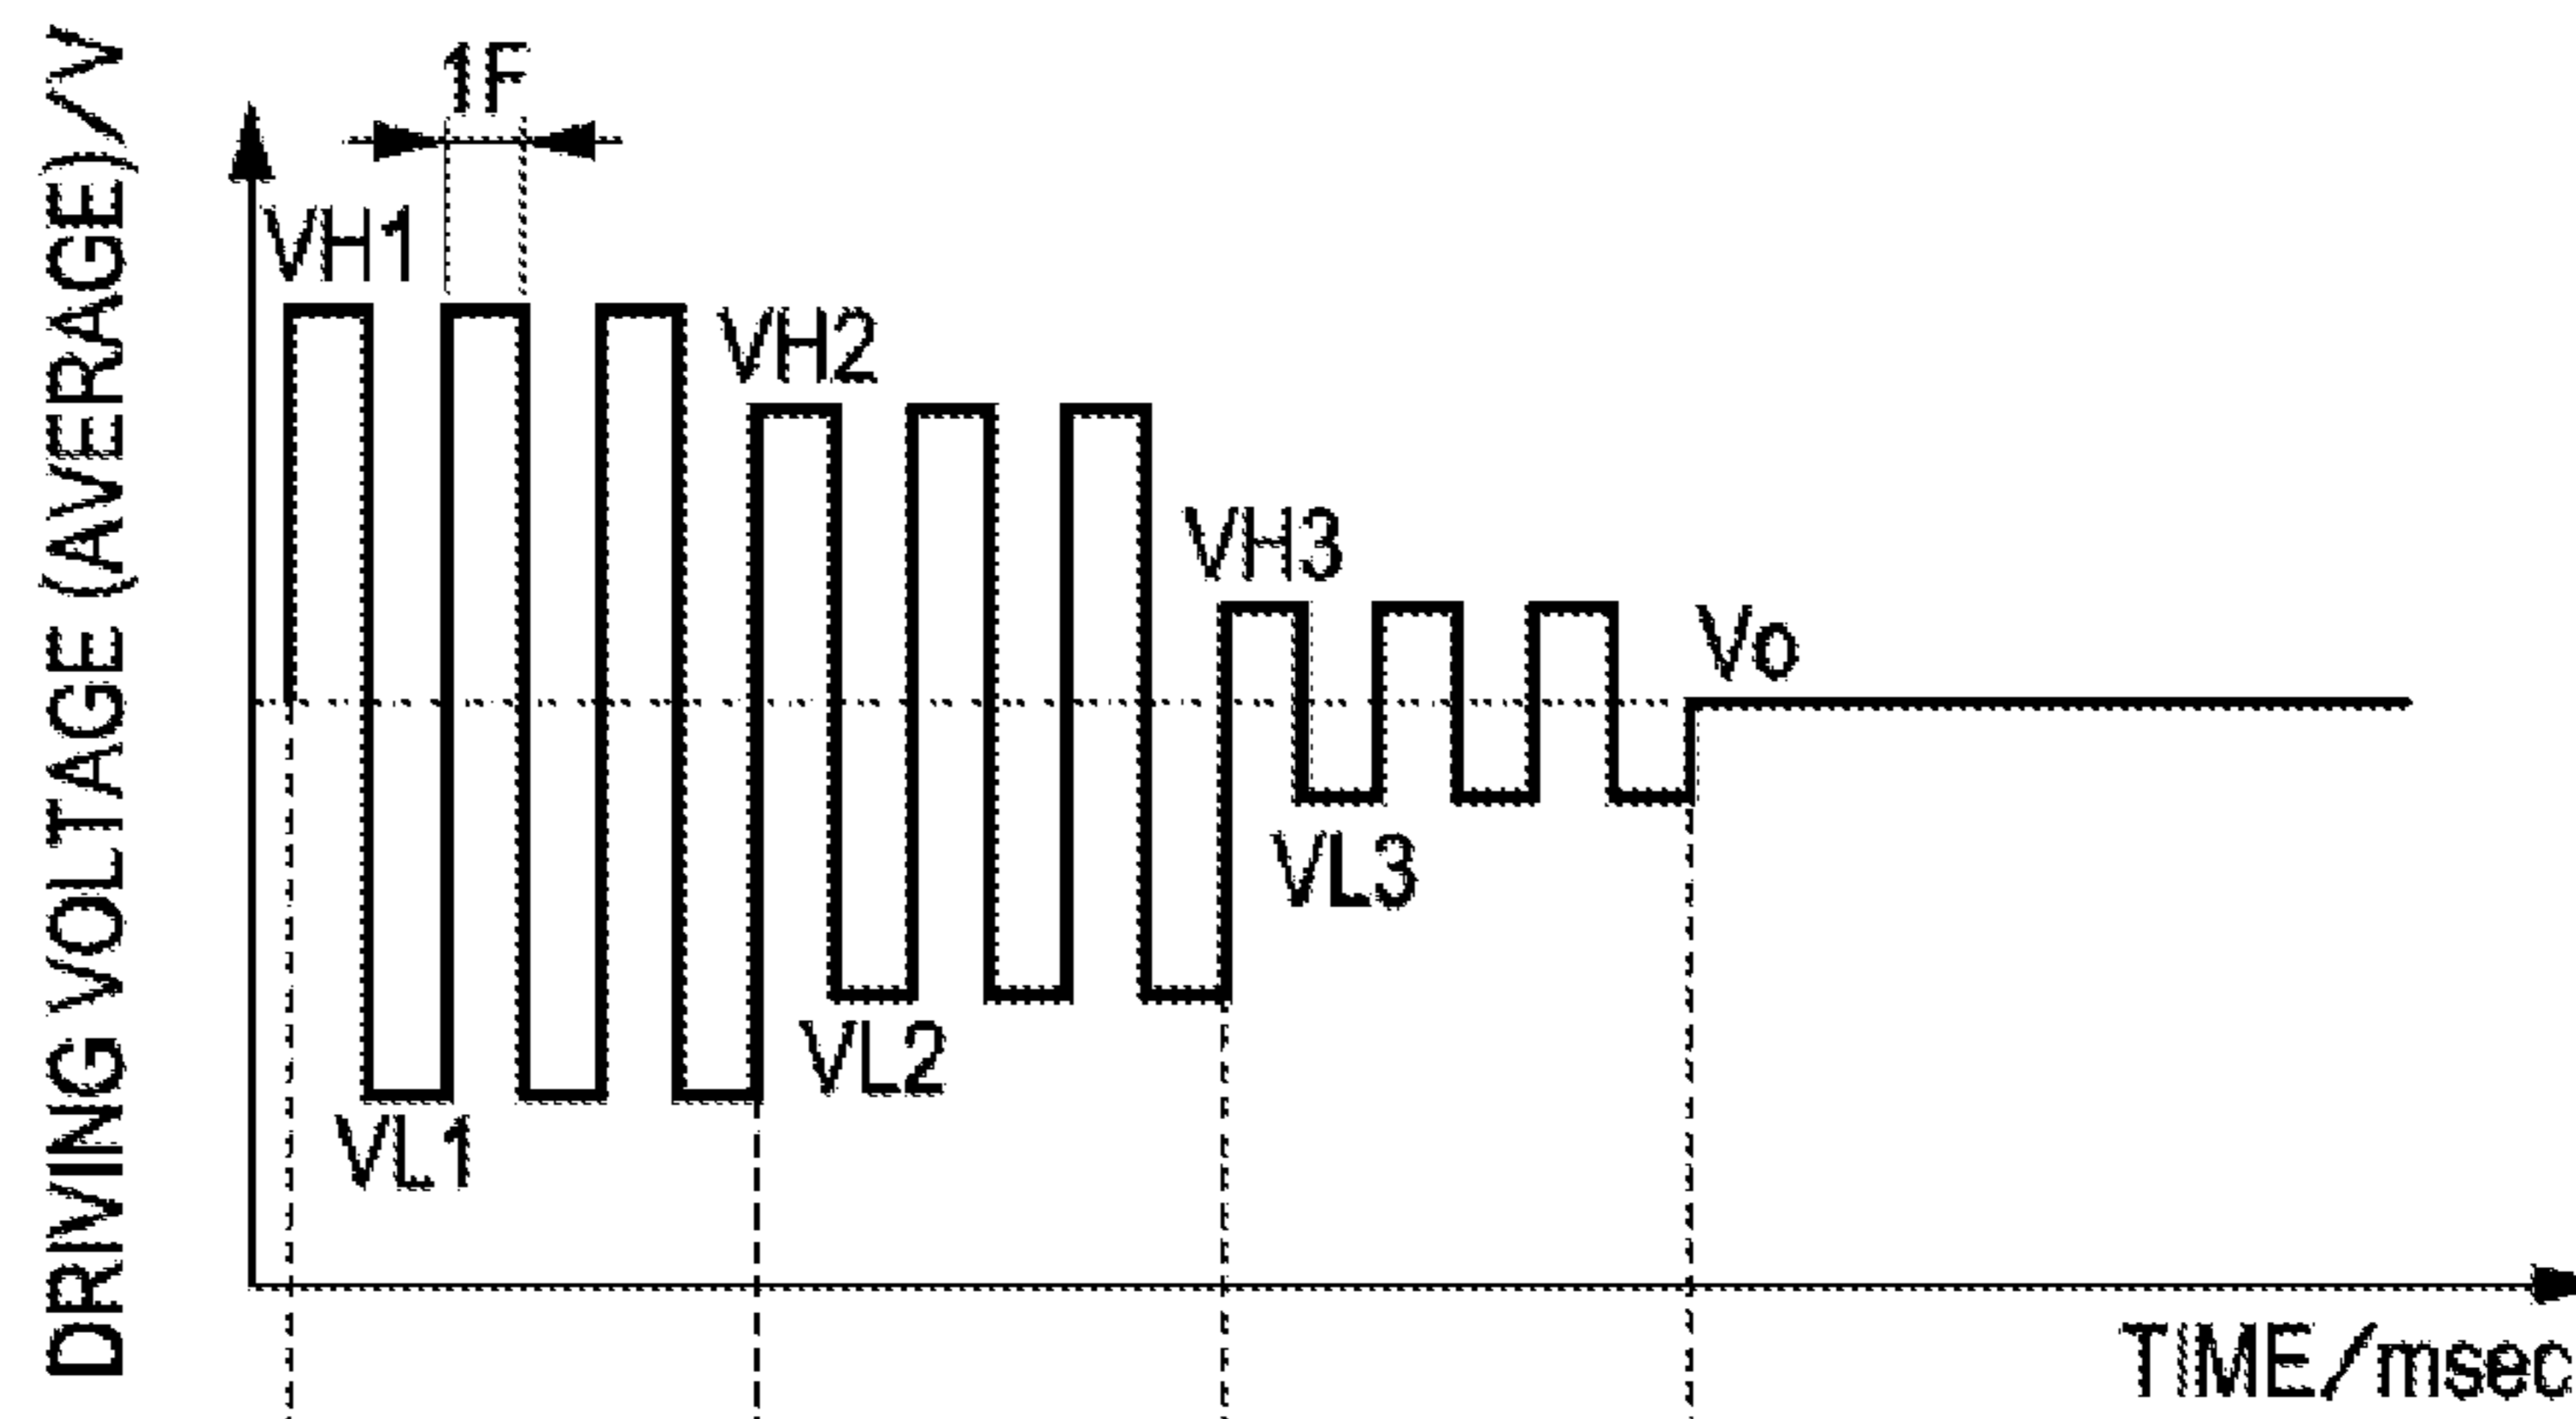 DRIVING VOLTAGE (AVERAGE)/V
1F
VH1
VH2
VH3
Vo
VL3
VL2
VL1
TIME/msec